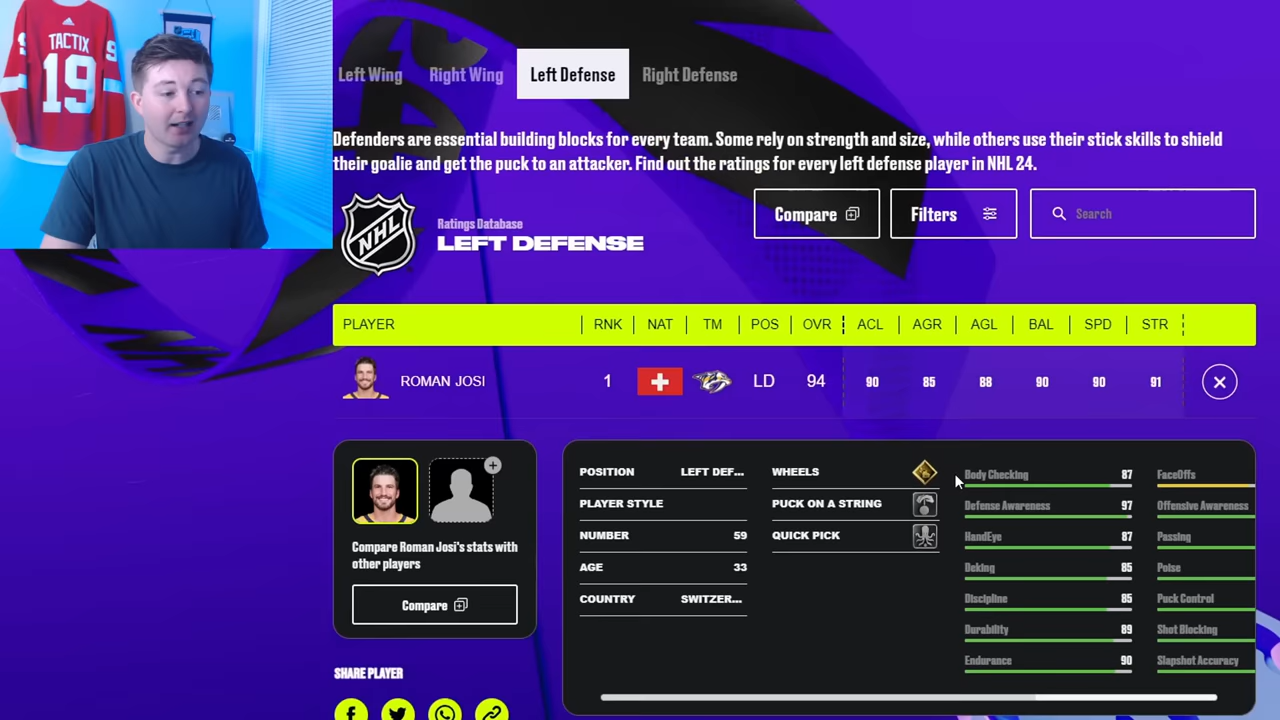 TACTIX
19
Left Wing
Right Wing
Left Defense
Right Defense
Defenders are essential building blocks for every team. Some rely on strength and size, while others use their stick skills to shield
their goalie and get the puck to an attacker. Find out the ratings for every left defense player in NHL 24.
NHL
Ratings Database
LEFT DEFENSE
Compare
Filters
Search
PLAYER RNK NAT TM POS OVR ACL AGR AGL BAL SPD STR
ROMAN JOSI 1 LD 94 90 85 88 90 90 91
Compare Roman Josi's stats with
other players
Compare
SHARE PLAYER
POSITION LEFT DEF...
PLAYER STYLE
NUMBER 59
AGE 33
COUNTRY SWITZER...
WHEELS
PUCK ON A STRING
QUICK PICK
Body Checking 87
Defense Awareness 97
HandEye 87
Deking 85
Discipline 85
Durability 89
Endurance 90
FaceOffs
Offensive Awareness
Passing
Poise
Puck Control
Shot Blocking
Slapshot Accuracy